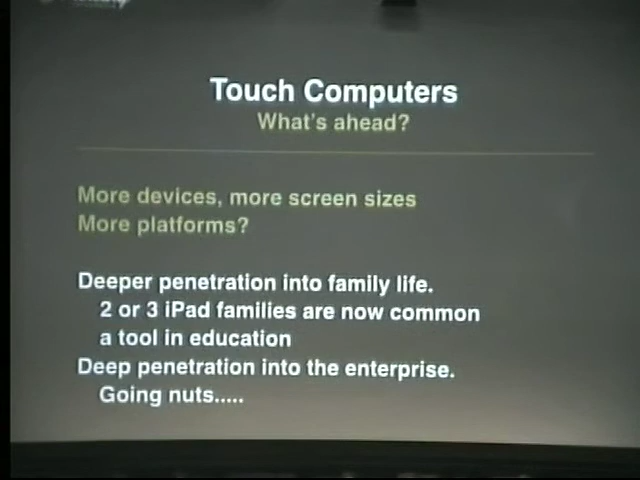 Touch Computers
What's ahead?
More devices, more screen sizes
More platforms?
Deeper penetration into family life.
2 or 3 iPad families are now common
a tool in education
Deep penetration into the enterprise.
Going nuts.....